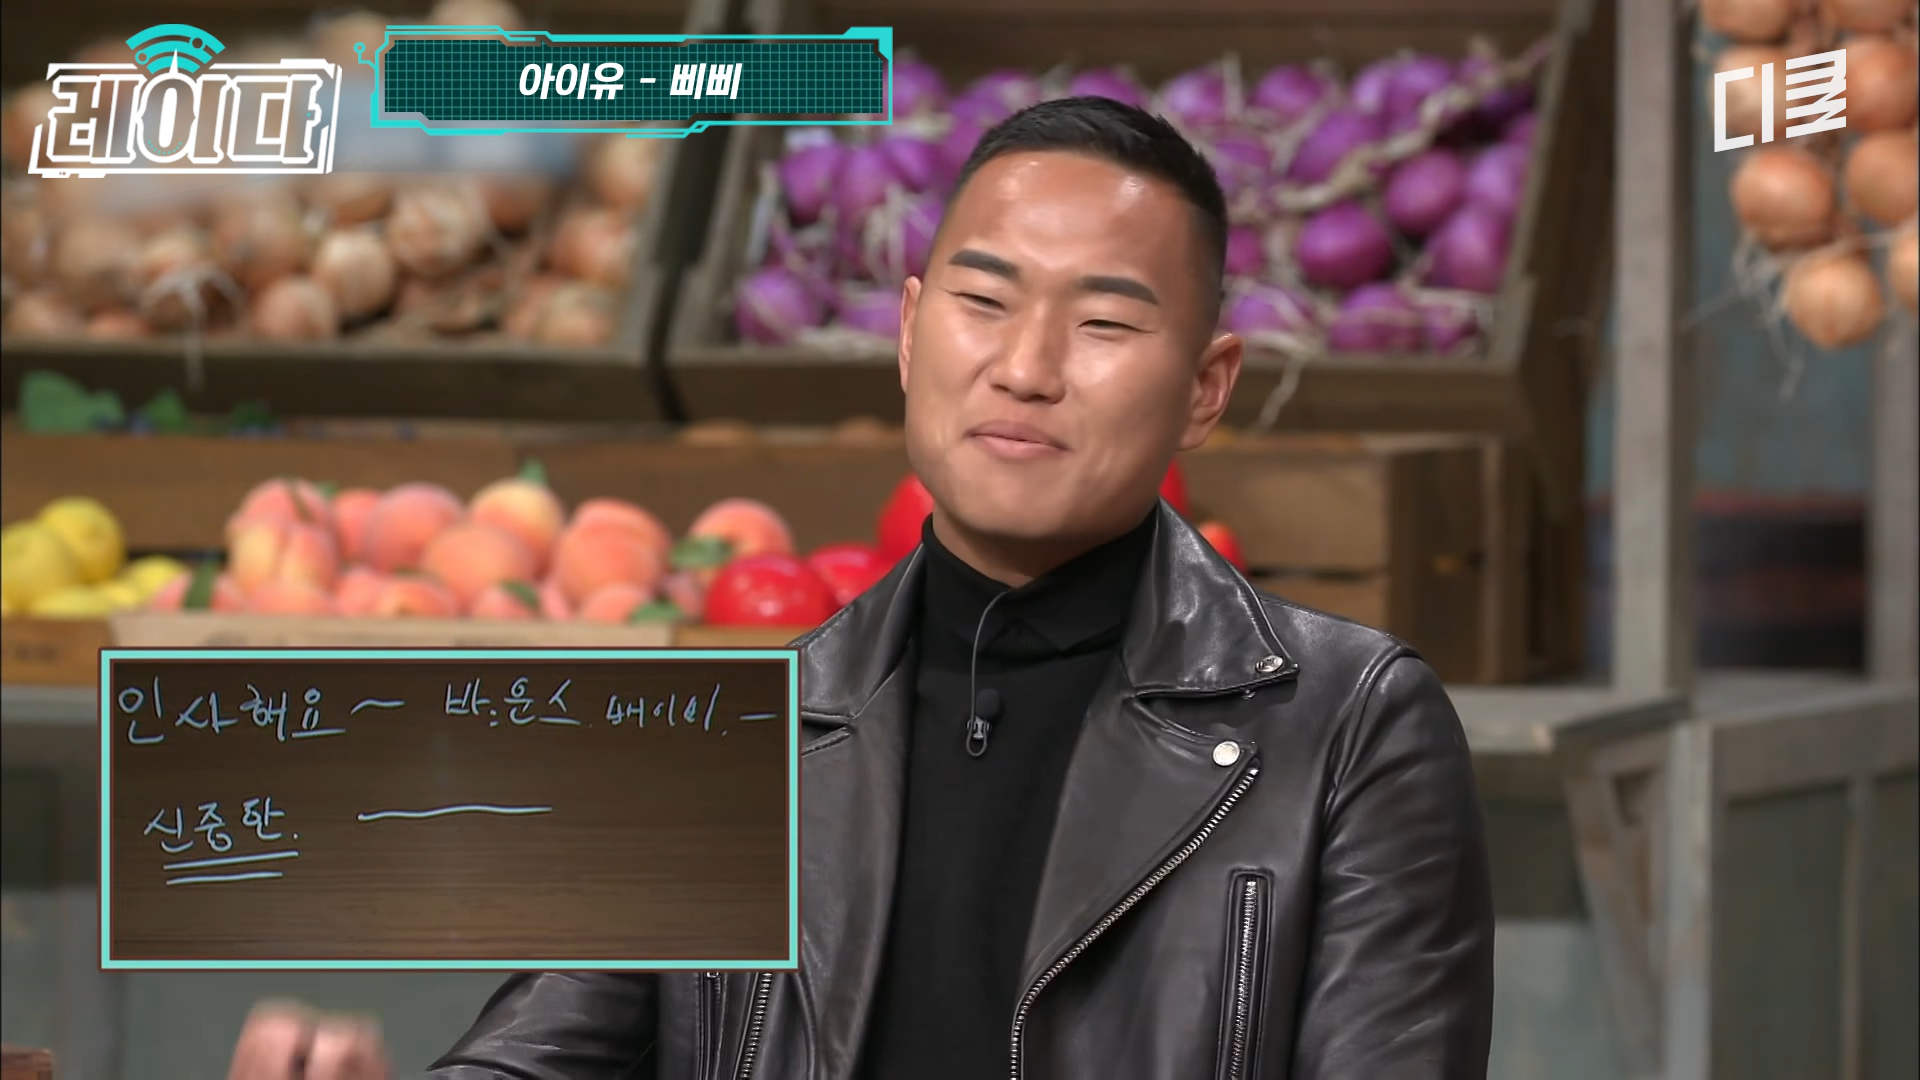 레이다
아이유 - 삐삐
디글
인사해요~ 바:운스 베이비. -
신중한.